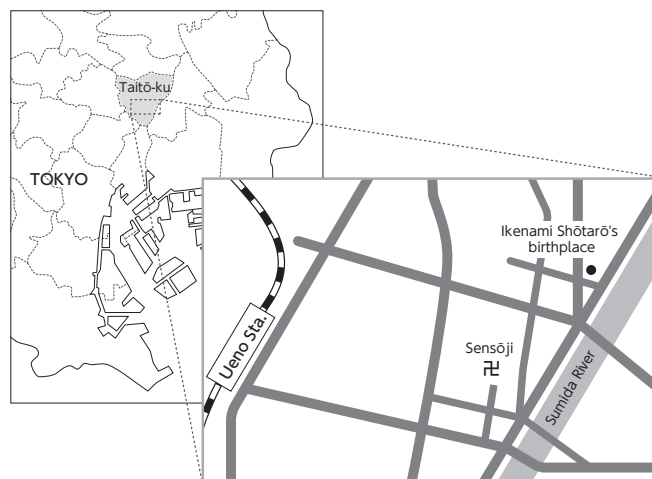 Taitō-ku
TOKYO
Ikenami Shōtarō's
birthplace
Sensōji
卍
Ueno Sta.
Sumida River